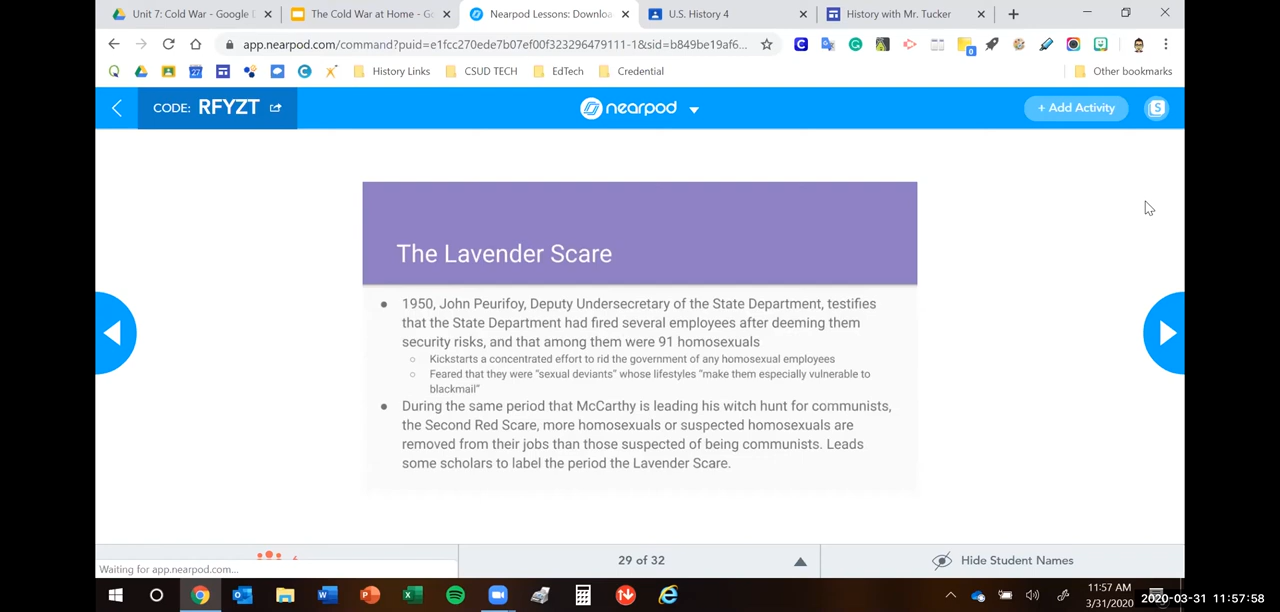 Unit 7: Cold War - Google
The Cold War at Home - Go
Nearpod Lessons: Downloa
U.S. History 4
History with Mr. Tucker
app.nearpod.com/command?puid=e1fcc270ede7b07ef00f323296479111-1&sid=b849be19af6...
History Links
CSUD TECH
EdTech
Credential
Other bookmarks
CODE: RFYZT
nearpod
+ Add Activity
S
The Lavender Scare
● 1950, John Peurifoy, Deputy Undersecretary of the State Department, testifies
that the State Department had fired several employees after deeming them
security risks, and that among them were 91 homosexuals
○ Kickstarts a concentrated effort to rid the government of any homosexual employees
○ Feared that they were "sexual deviants" whose lifestyles "make them especially vulnerable to
blackmail"
● During the same period that McCarthy is leading his witch hunt for communists,
the Second Red Scare, more homosexuals or suspected homosexuals are
removed from their jobs than those suspected of being communists. Leads
some scholars to label the period the Lavender Scare.
29 of 32
Hide Student Names
Waiting for app.nearpod.com...
11:57 AM
3/31/2020
2020-03-31 11:57:58